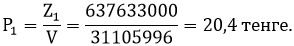 P₁ = Z₁/V = 637633000/31105996 = 20,4 тенге.